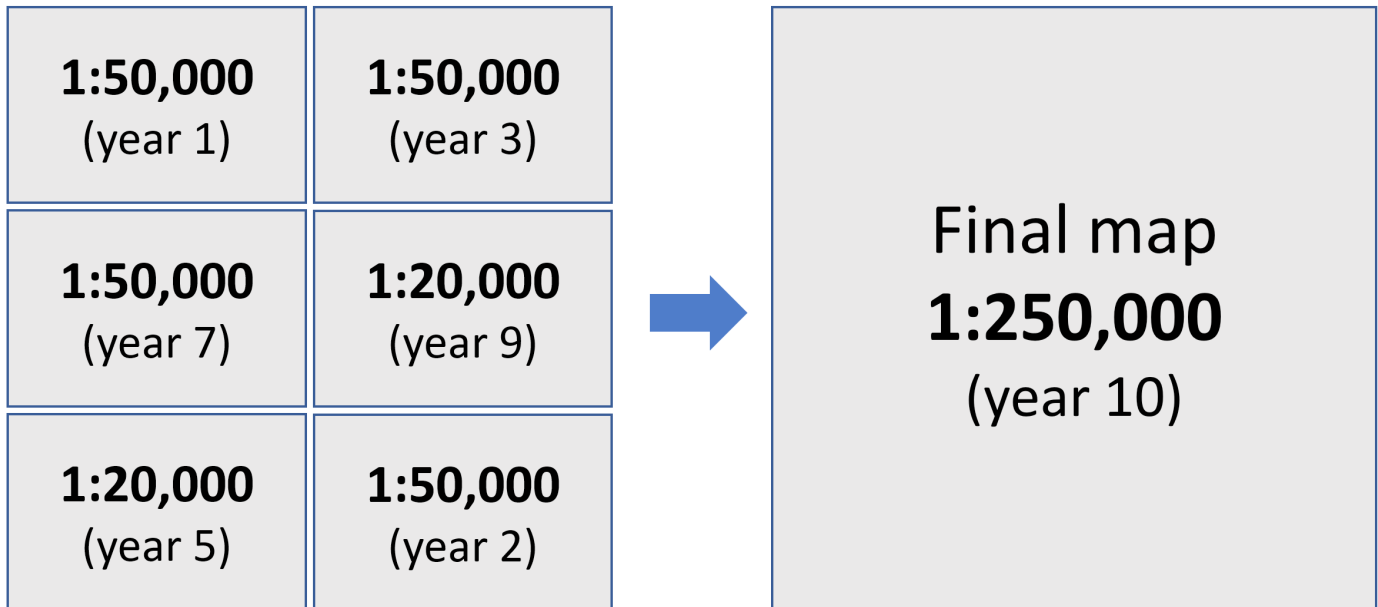 1:50,000
(year 1)
1:50,000
(year 3)
1:50,000
(year 7)
1:20,000
(year 9)
1:20,000
(year 5)
1:50,000
(year 2)
Final map
1:250,000
(year 10)